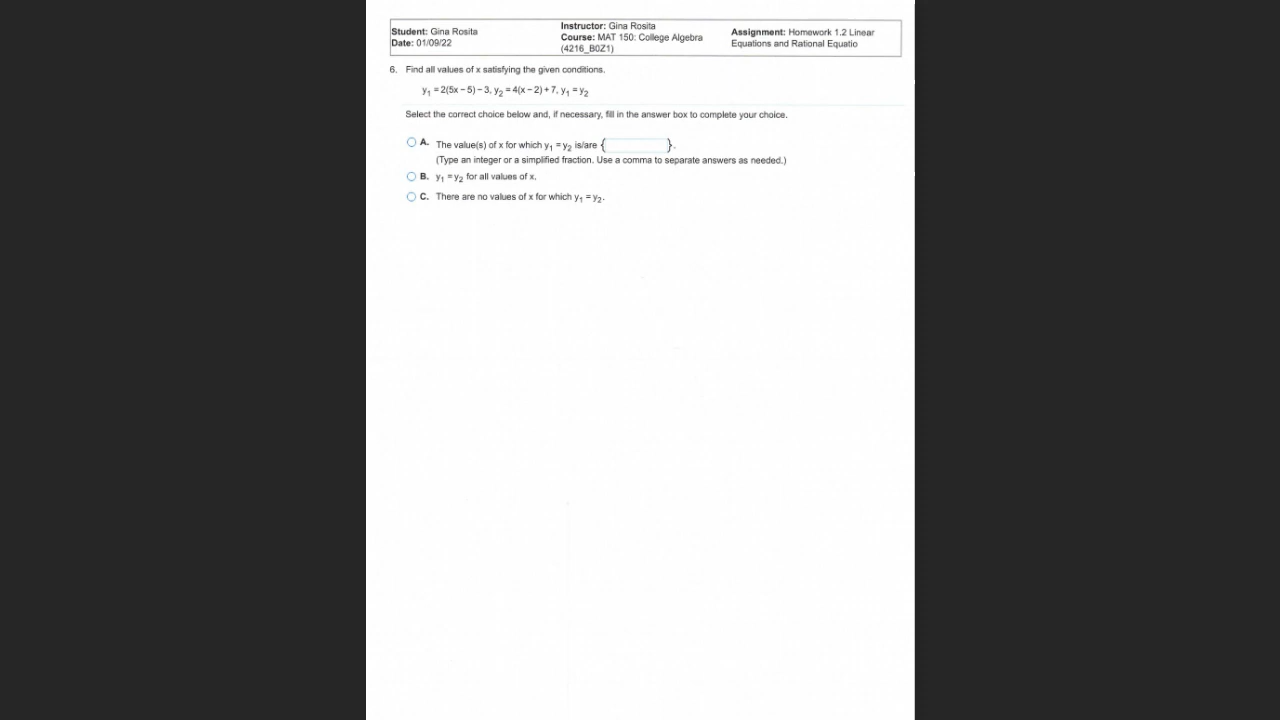 Student: Gina Rosita
Date: 01/09/22
Instructor: Gina Rosita
Course: MAT 150: College Algebra
(4216_B0Z1)
Assignment: Homework 1.2 Linear
Equations and Rational Equatio
6. Find all values of x satisfying the given conditions.
y₁ = 2(5x − 5) − 3, y₂ = 4(x − 2) + 7, y₁ = y₂
Select the correct choice below and, if necessary, fill in the answer box to complete your choice.
A. The value(s) of x for which y₁ = y₂ is/are { }.
(Type an integer or a simplified fraction. Use a comma to separate answers as needed.)
B. y₁ = y₂ for all values of x.
C. There are no values of x for which y₁ = y₂.